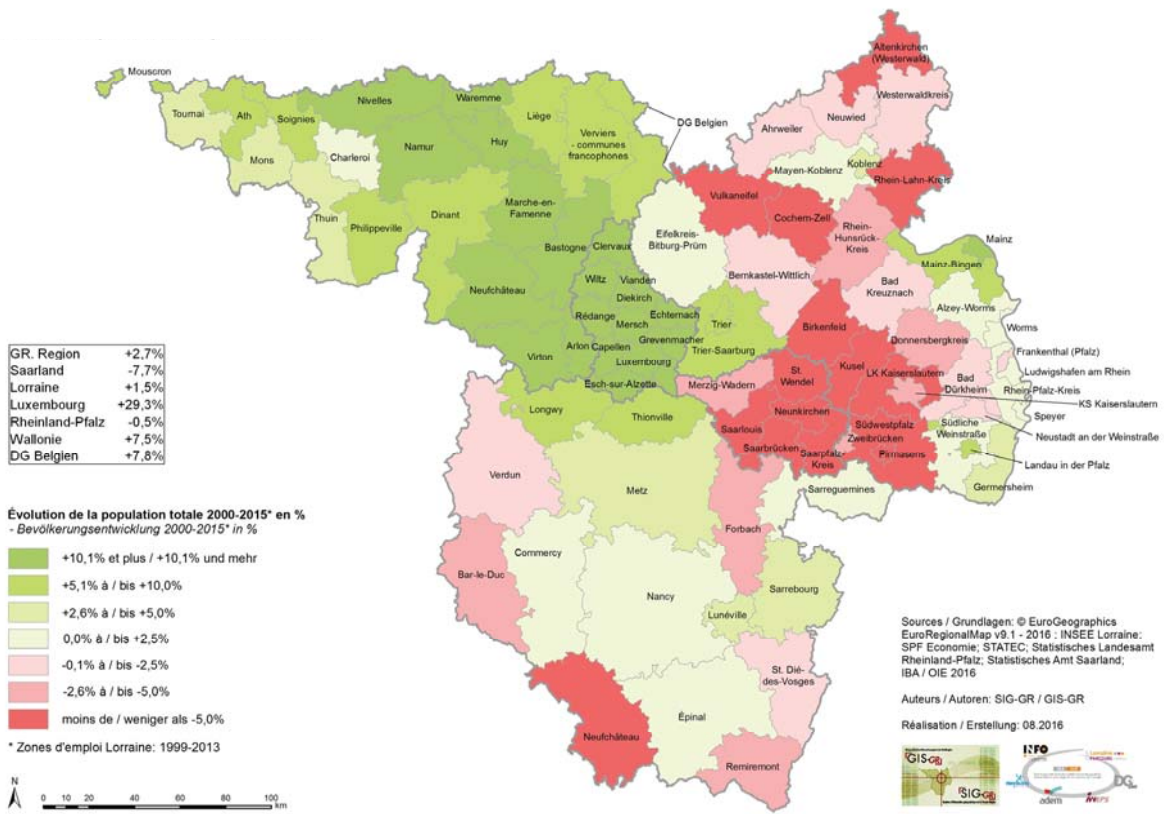 Mouscron
Tournai
Ath
Soignies
Mons
Charleroi
Thuin
Philippeville
Nivelles
Waremme
Namur
Huy
Liège
Verviers
- communes
francophones
DG Belgien
Dinant
Marche-en-
Famenne
Bastogne
Neufchâteau
Virton
Arlon
Clervaux
Wiltz
Vianden
Diekirch
Rédange
Echternach
Mersch
Grevenmacher
Capellen
Luxembourg
Esch-sur-Alzette
Altenkirchen
(Westerwald)
Westerwaldkreis
Neuwied
Ahrweiler
Mayen-Koblenz
Koblenz
Rhein-Lahn-Kreis
Vulkaneifel
Cochem-Zell
Eifelkreis-
Bitburg-Prüm
Rhein-
Hunsrück-
Kreis
Bernkastel-Wittlich
Mainz
Mainz-Bingen
Bad
Kreuznach
Alzey-Worms
Worms
Trier
Trier-Saarburg
Birkenfeld
Donnersbergkreis
Frankenthal (Pfalz)
Ludwigshafen am Rhein
Rhein-Pfalz-Kreis
KS Kaiserslautern
Speyer
Neustadt an der Weinstraße
Landau in der Pfalz
Kusel
LK Kaiserslautern
Bad
Dürkheim
Südliche
Weinstraße
Germersheim
Südwestpfalz
Zweibrücken
Pirmasens
Merzig-Wadern
St.
Wendel
Neunkirchen
Saarlouis
Saarbrücken
Saarpfalz-
Kreis
Longwy
Thionville
Verdun
Metz
Forbach
Sarreguemines
Bar-le-Duc
Commercy
Nancy
Lunéville
Sarrebourg
St. Dié-
des-Vosges
Neufchâteau
Épinal
Remiremont
GR. Region +2,7%
Saarland -7,7%
Lorraine +1,5%
Luxembourg +29,3%
Rheinland-Pfalz -0,5%
Wallonie +7,5%
DG Belgien +7,8%
Évolution de la population totale 2000-2015* en %
- Bevölkerungsentwicklung 2000-2015* in %
+10,1% et plus / +10,1% und mehr
+5,1% à / bis +10,0%
+2,6% à / bis +5,0%
0,0% à / bis +2,5%
-0,1% à / bis -2,5%
-2,6% à / bis -5,0%
moins de / weniger als -5,0%
* Zones d'emploi Lorraine: 1999-2013
N
0 10 20 40 60 80 100
km
Sources / Grundlagen: © EuroGeographics
EuroRegionalMap v9.1 - 2016 ; INSEE Lorraine;
SPF Economie; STATEC; Statistisches Landesamt
Rheinland-Pfalz; Statistisches Amt Saarland;
IBA / OIE 2016
Auteurs / Autoren: SIG-GR / GIS-GR
Réalisation / Erstellung: 08.2016
GIS-GR
SIG-GR
INFO
adem
DG